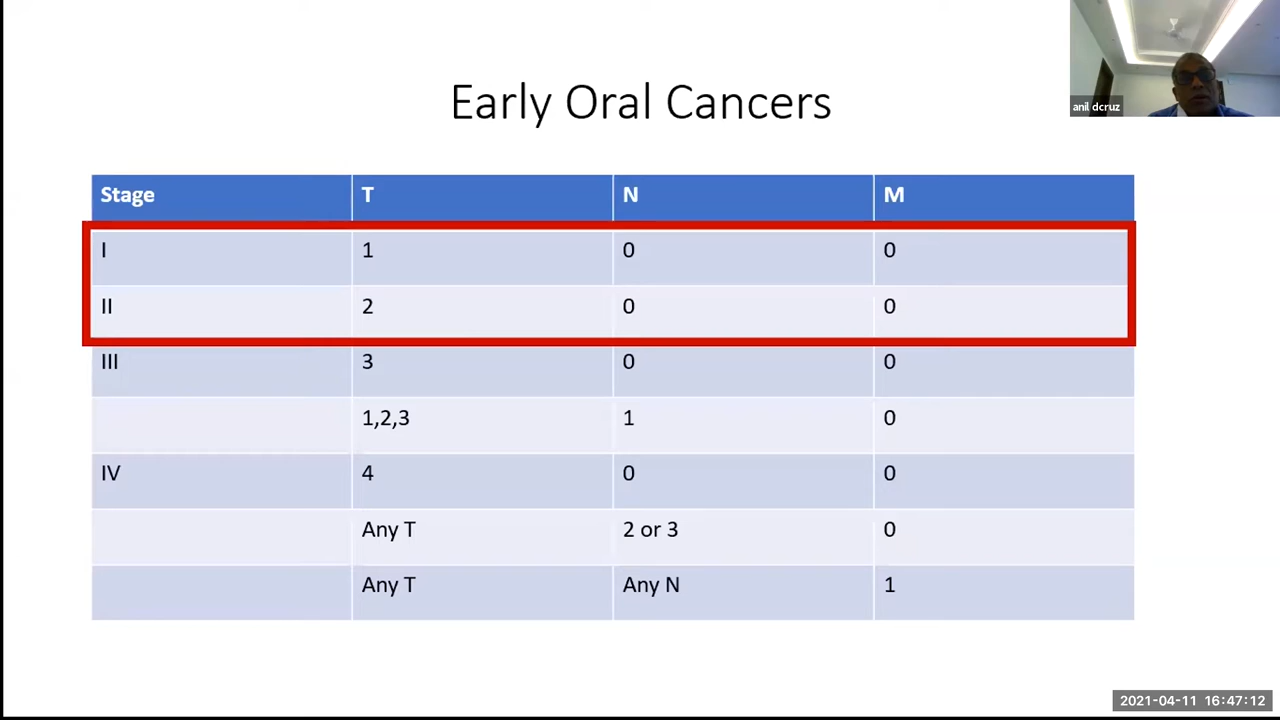 anil dcruz
Early Oral Cancers
Stage T N M
I 1 0 0
II 2 0 0
III 3 0 0
1,2,3 1 0
IV 4 0 0
Any T 2 or 3 0
Any T Any N 1
2021-04-11 16:47:12